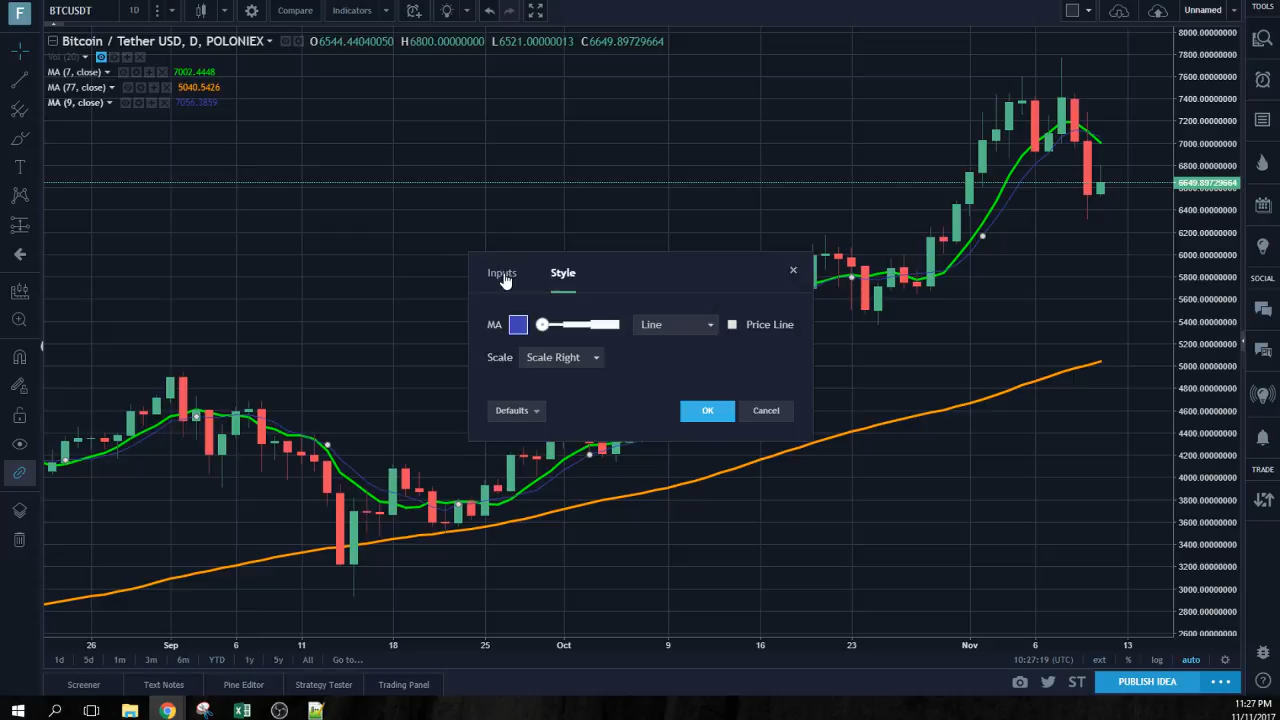 F BTCUSDT 1D Compare Indicators Unnamed TOOLS
Bitcoin / Tether USD, D, POLONIEX O6544.44040050 H6800.00000000 L6521.00000013 C6649.89729664
Vol (20)
MA (7, close) 7002.4448
MA (77, close) 5040.5426
MA (9, close) 7056.3859
8000.00000000
7800.00000000
7600.00000000
7400.00000000
7200.00000000
7000.00000000
6800.00000000
6649.89729664
6600.00000000
6400.00000000
6200.00000000
6000.00000000
5800.00000000
5600.00000000
5400.00000000
5200.00000000
5000.00000000
4800.00000000
4600.00000000
4400.00000000
4200.00000000
4000.00000000
3800.00000000
3600.00000000
3400.00000000
3200.00000000
3000.00000000
2800.00000000
2600.00000000
Inputs Style
MA Line Price Line
Scale Scale Right
Defaults OK Cancel
SOCIAL
TRADE
26 Sep 6 11 18 25 Oct 9 16 23 Nov 6 13
1d 5d 1m 3m 6m YTD 1y 5y All Go to... 10:27:19 (UTC) ext % log auto
Screener Text Notes Pine Editor Strategy Tester Trading Panel ST PUBLISH IDEA
11:27 PM
11/11/2017